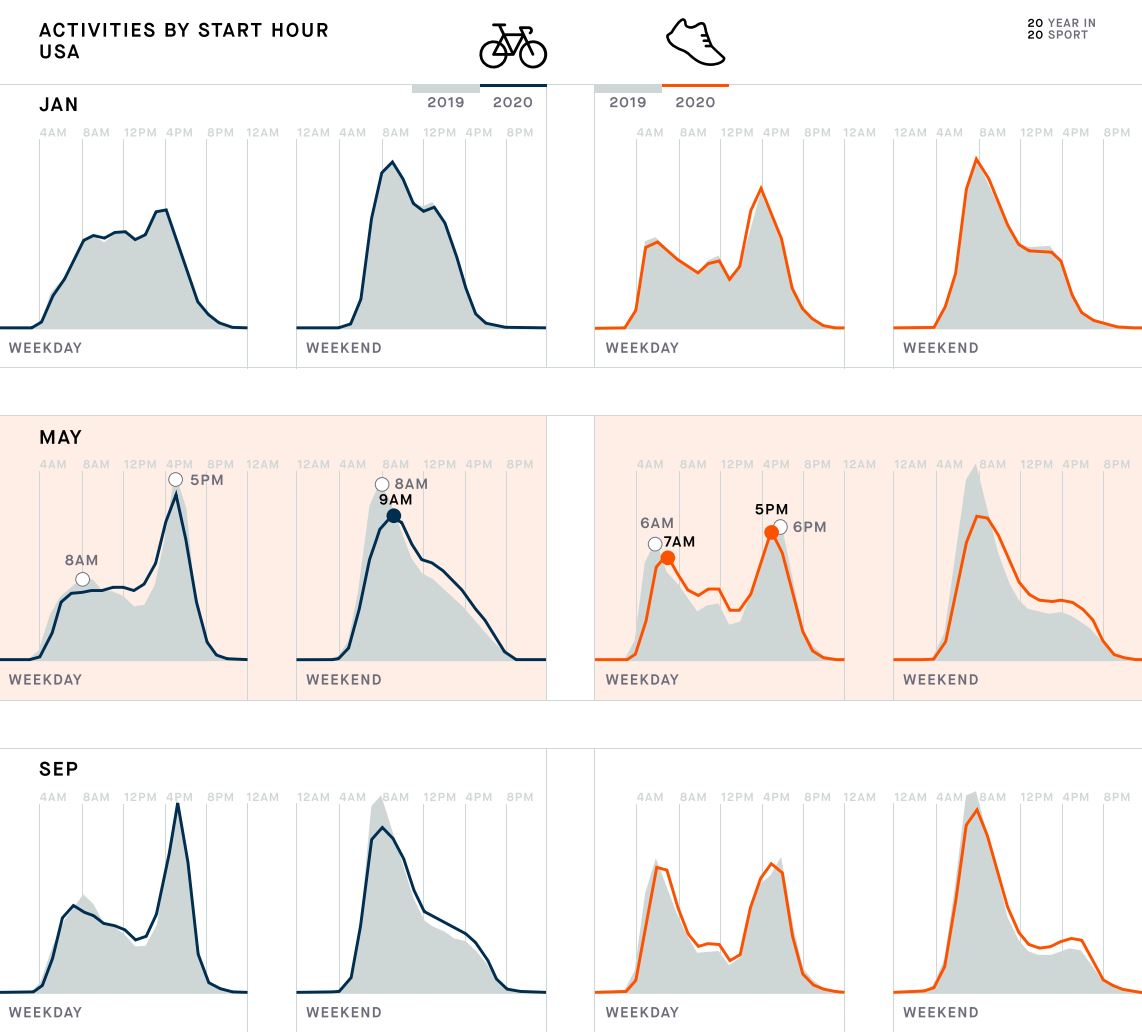 ACTIVITIES BY START HOUR
USA
20 YEAR IN
20 SPORT
JAN
2019 2020 2019 2020
4AM 8AM 12PM 4PM 8PM 12AM 12AM 4AM 8AM 12PM 4PM 8PM 4AM 8AM 12PM 4PM 8PM 12AM 12AM 4AM 8AM 12PM 4PM 8PM
WEEKDAY WEEKEND WEEKDAY WEEKEND
MAY
4AM 8AM 12PM 4PM 8PM 12AM 12AM 4AM 8AM 12PM 4PM 8PM 4AM 8AM 12PM 4PM 8PM 12AM 12AM 4AM 8AM 12PM 4PM 8PM
5PM 8AM
9AM 5PM
6AM 6PM
7AM
8AM
WEEKDAY WEEKEND WEEKDAY WEEKEND
SEP
4AM 8AM 12PM 4PM 8PM 12AM 12AM 4AM 8AM 12PM 4PM 8PM 4AM 8AM 12PM 4PM 8PM 12AM 12AM 4AM 8AM 12PM 4PM 8PM
WEEKDAY WEEKEND WEEKDAY WEEKEND